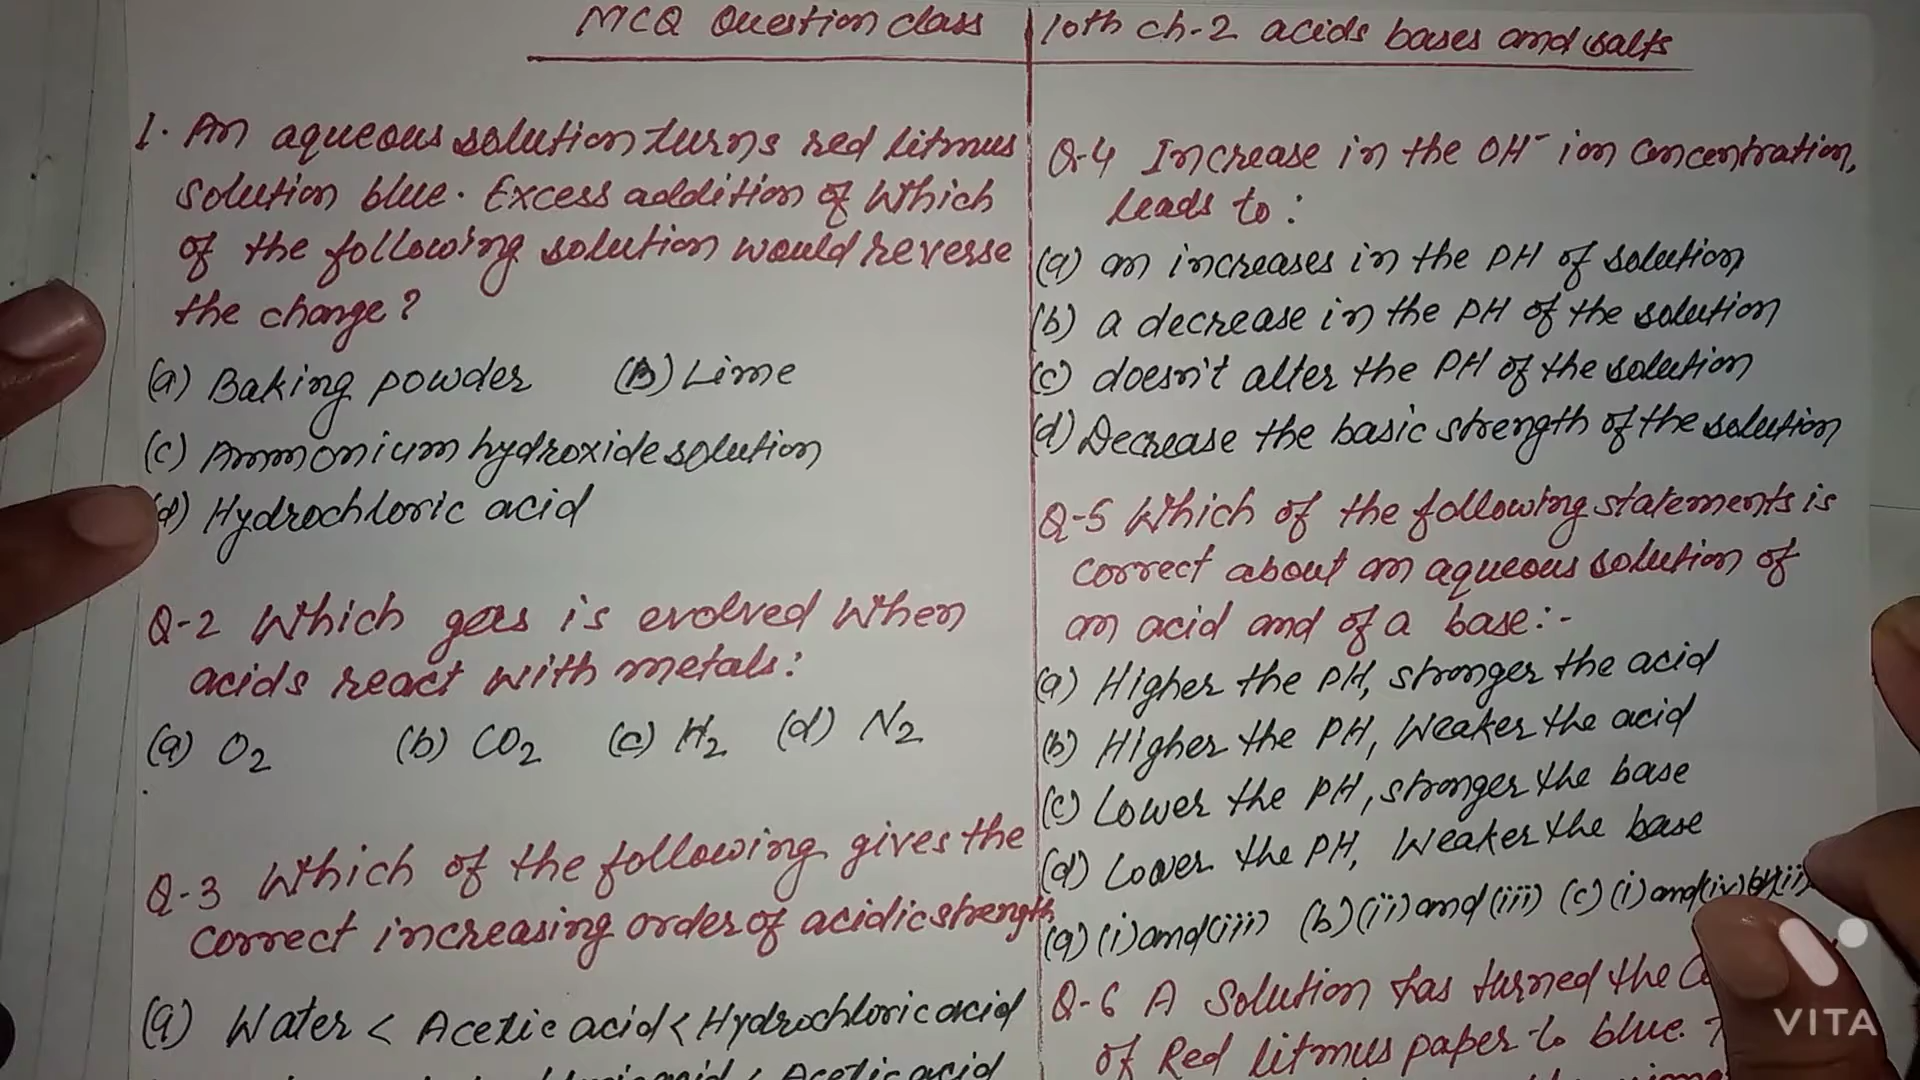 MCQ Question class 10th ch-2 acids bases and salts
1. An aqueous solution turns red litmus
solution blue. Excess addition of Which
of the following solution would reverse
the change?
(a) Baking powder (B) Lime
(c) Ammonium hydroxide solution
(d) Hydrochloric acid
Q-2 Which gas is evolved When
acids react with metals:
(a) O2 (b) CO2 (c) H2 (d) N2
Q-3 Which of the following gives the
correct increasing order of acidic strength
(a) Water < Acetic acid < Hydrochloric acid
Acetic acid
Q-4 Increase in the OH⁻ ion concentration,
leads to:
(a) an increases in the PH of solution
(b) a decrease in the PH of the solution
(c) doesn't alter the PH of the solution
(d) Decrease the basic strength of the solution
Q-5 Which of the following statements is
correct about an aqueous solution of
an acid and of a base:-
(a) Higher the PH, stronger the acid
(b) Higher the PH, Weaker the acid
(c) Lower the PH, stronger the base
(d) Lower the PH, Weaker the base
(a) (i) and (iii) (b) (ii) and (iii) (c) (i) and (iv)
Q-6 A Solution has turned the
of Red litmus paper to blue.
VITA